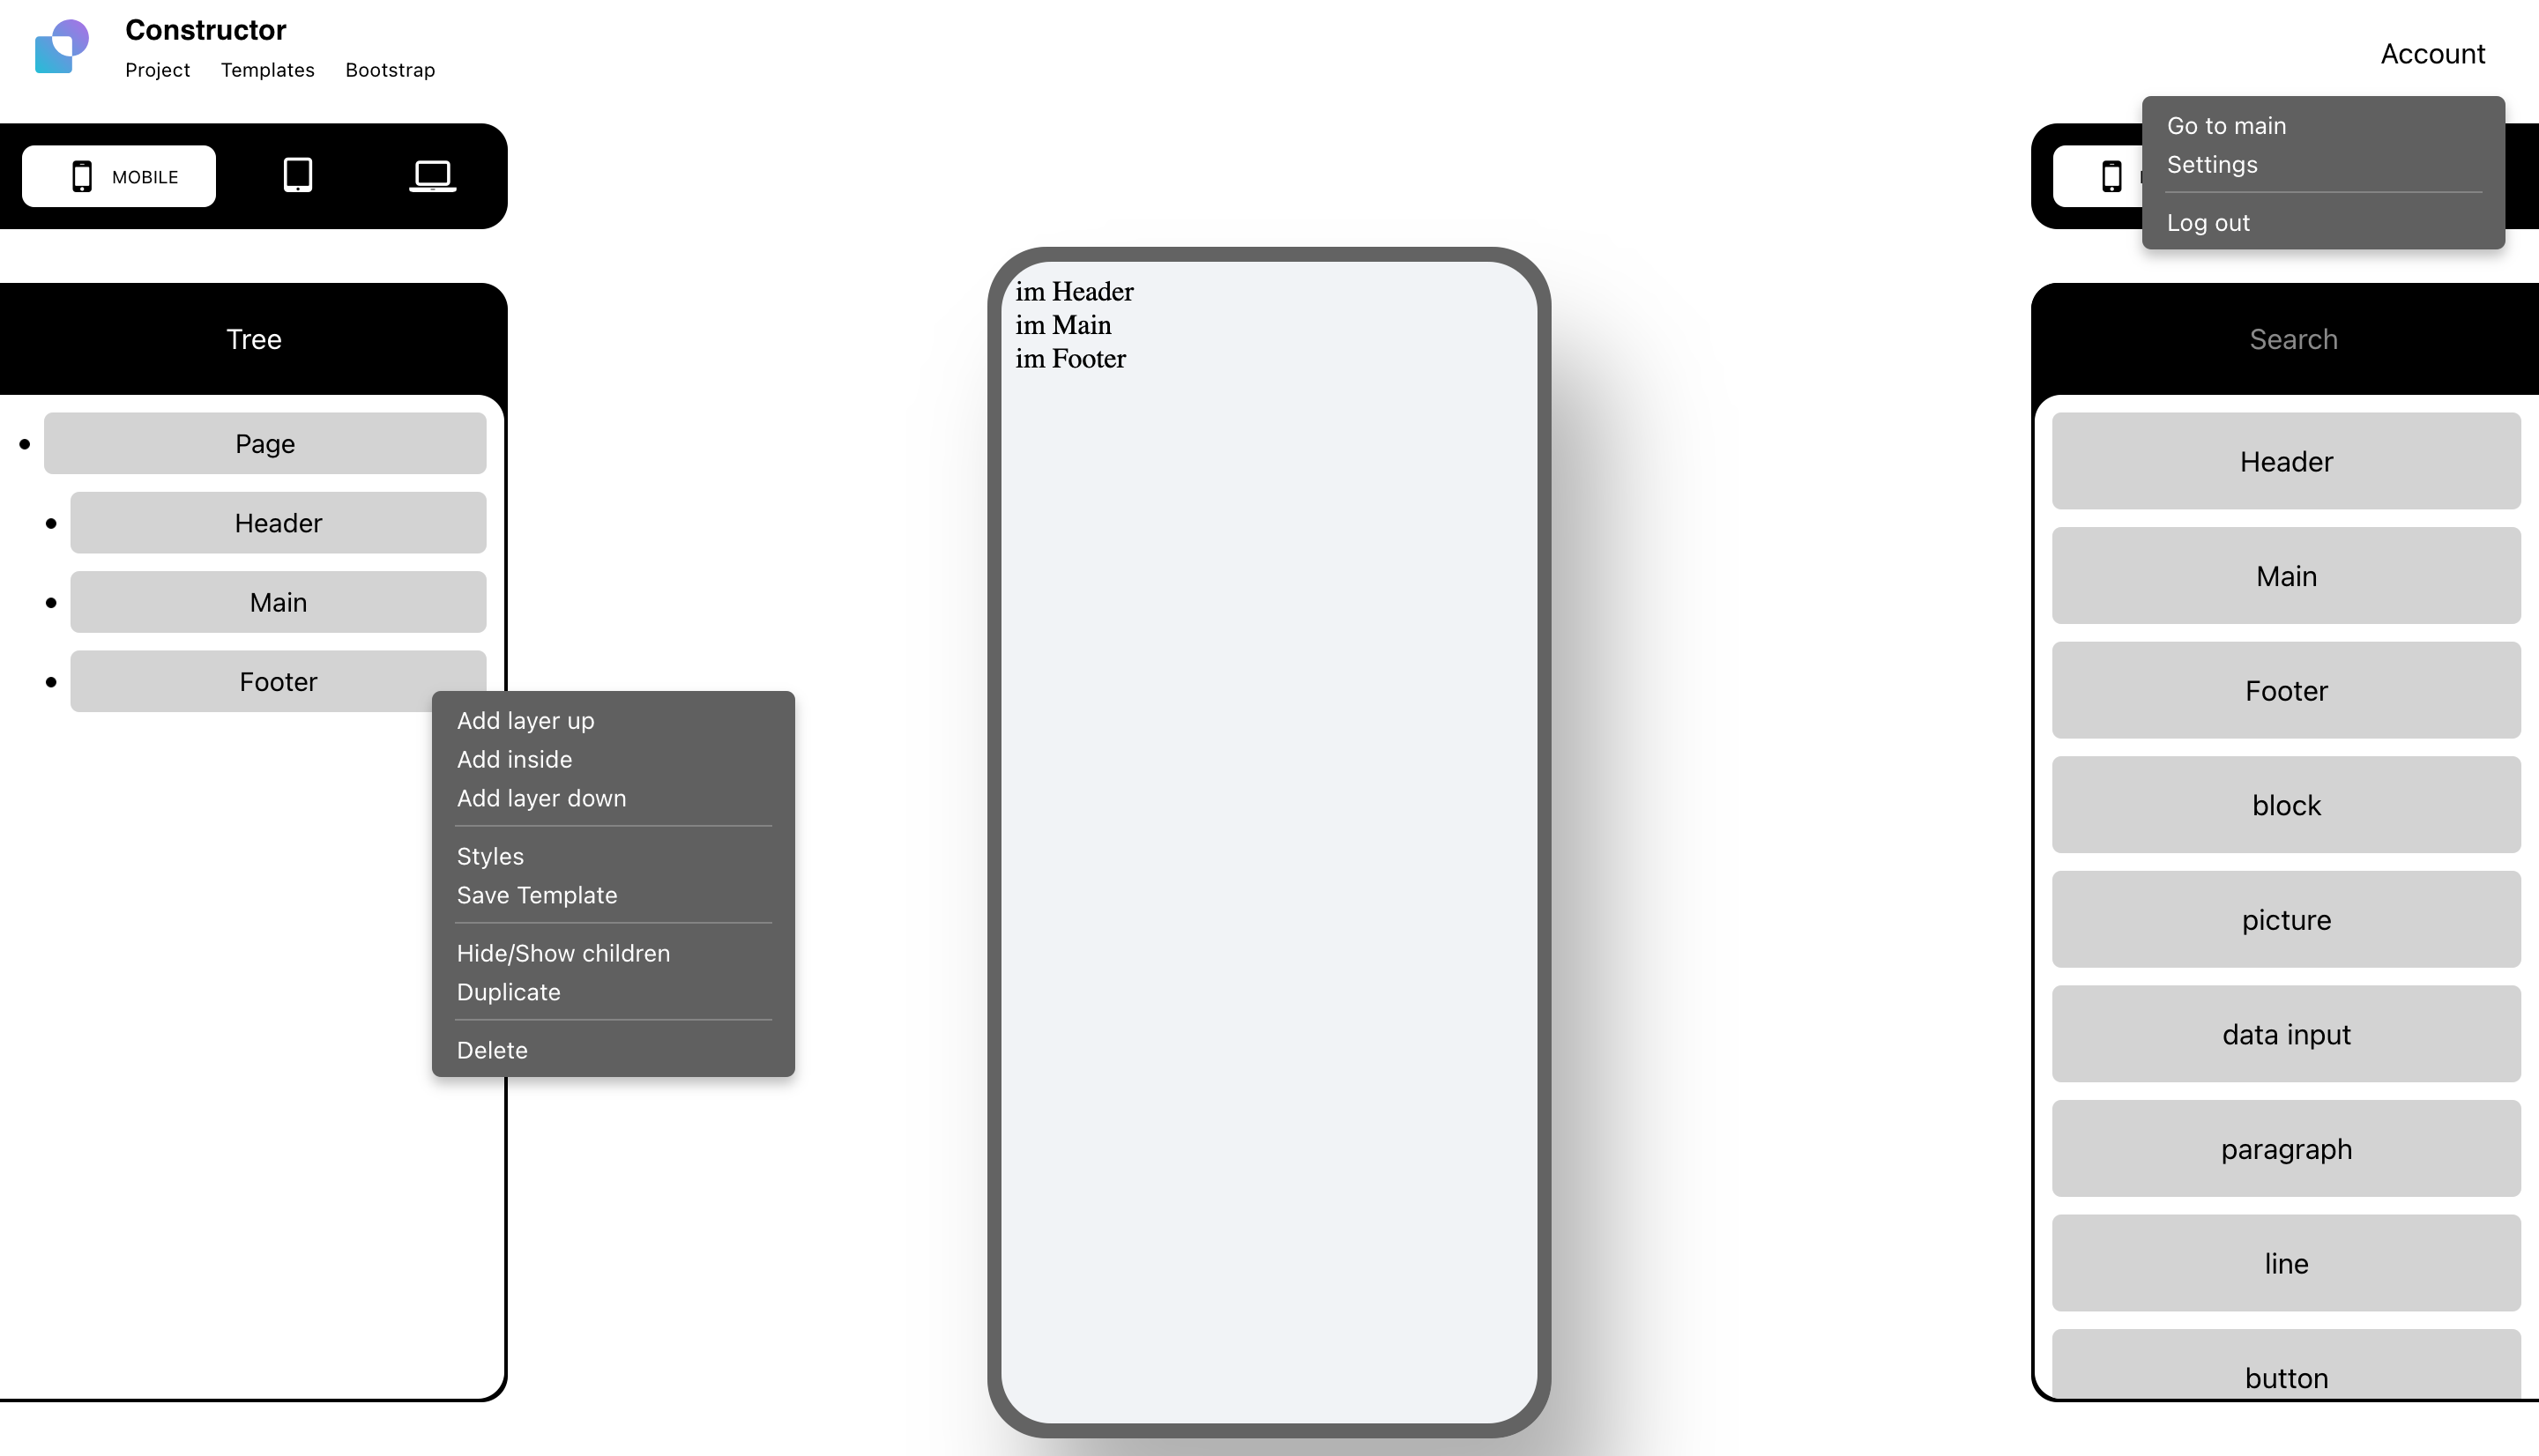 Constructor
Project Templates Bootstrap
Account
Go to main
Settings
Log out
MOBILE
Tree
Page
Header
Main
Footer
Add layer up
Add inside
Add layer down
Styles
Save Template
Hide/Show children
Duplicate
Delete
im Header
im Main
im Footer
Search
Header
Main
Footer
block
picture
data input
paragraph
line
button